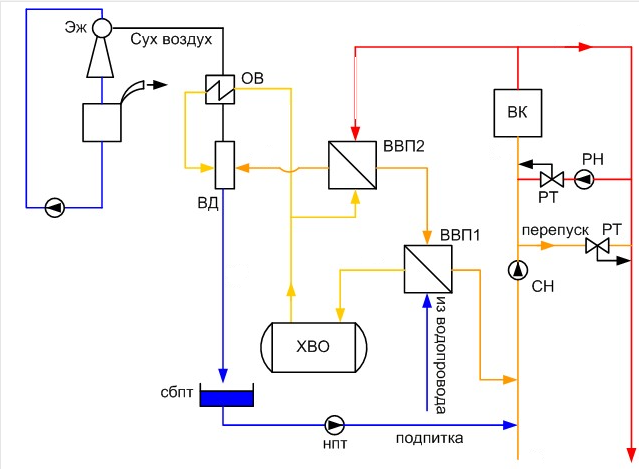 Эж
Сух воздух
ОВ
ВК
ВВП2
РН
РТ
ВД
перепуск
РТ
ВВП1
СН
из водопровода
ХВО
сбпт
нпт
подпитка